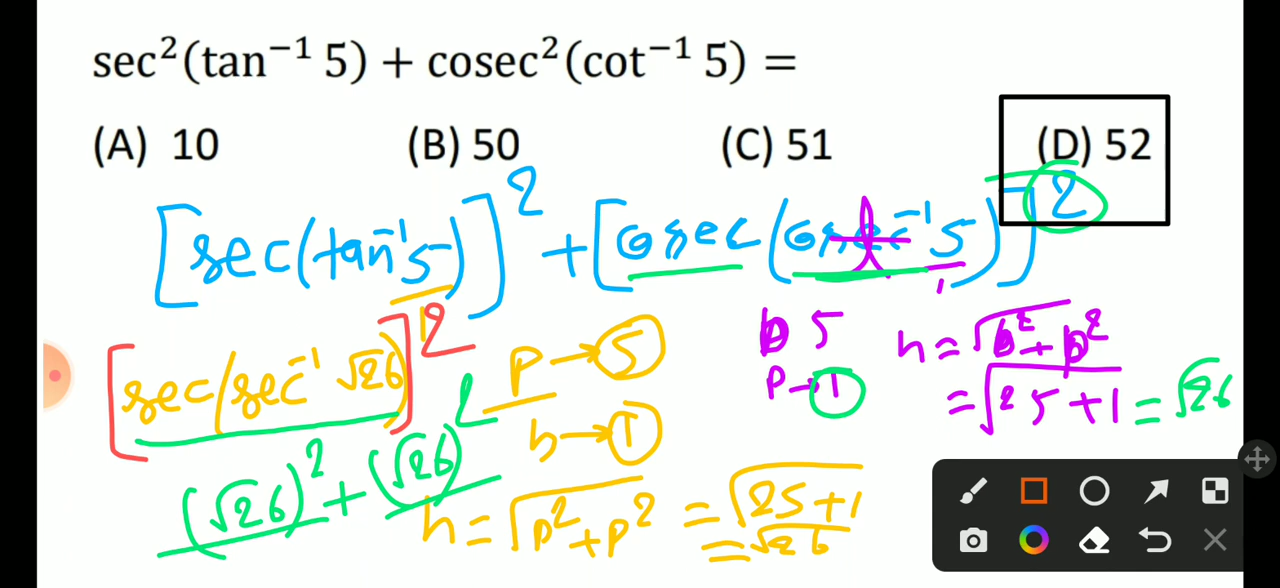 sec²(tan⁻¹ 5) + cosec²(cot⁻¹ 5) =
(A) 10 (B) 50 (C) 51 (D) 52
[sec(tan⁻¹5)]² + [cosec( ⁻¹5)]²
[sec(sec⁻¹ √26)]²
p → 5
b → 1
h = √p²+p² = √25+1
= √26
b 5
p → 1
h = √b²+p²
= √25+1 = √26
(√26)² + (√26)²